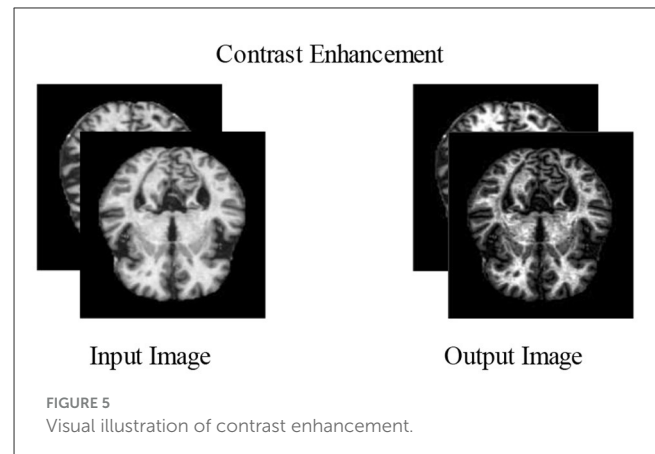 Contrast Enhancement
Input Image
Output Image
FIGURE 5
Visual illustration of contrast enhancement.